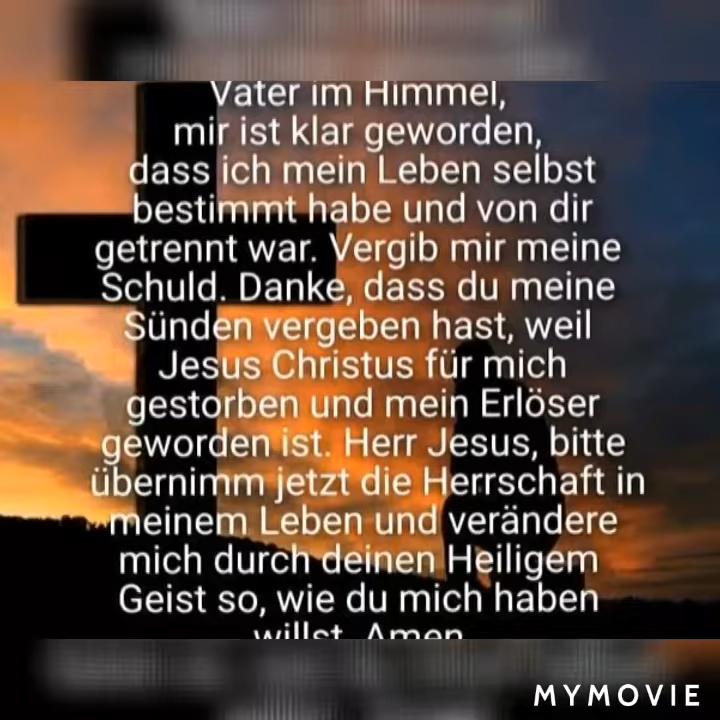 Vater im Himmel,
mir ist klar geworden,
dass ich mein Leben selbst
bestimmt habe und von dir
getrennt war. Vergib mir meine
Schuld. Danke, dass du meine
Sünden vergeben hast, weil
Jesus Christus für mich
gestorben und mein Erlöser
geworden ist. Herr Jesus, bitte
übernimm jetzt die Herrschaft in
meinem Leben und verändere
mich durch deinen Heiligem
Geist so, wie du mich haben
willst. Amen
MYMOVIE